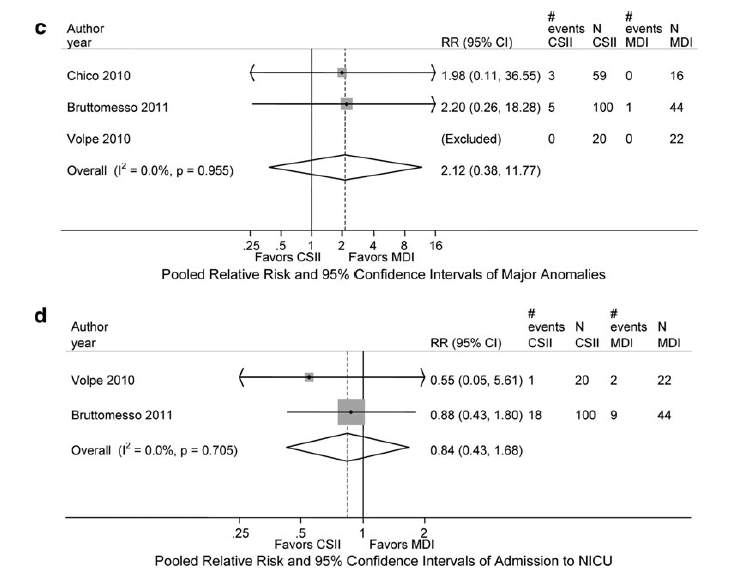 c
Author year RR (95% CI) # events CSII N CSII # events MDI N MDI
Chico 2010 1.98 (0.11, 36.55) 3 59 0 16
Bruttomesso 2011 2.20 (0.26, 18.28) 5 100 1 44
Volpe 2010 (Excluded) 0 20 0 22
Overall (I² = 0.0%, p = 0.955) 2.12 (0.38, 11.77)
.25 .5 1 2 4 8 16
Favors CSII Favors MDI
Pooled Relative Risk and 95% Confidence Intervals of Major Anomalies
d
Author year RR (95% CI) # events CSII N CSII # events MDI N MDI
Volpe 2010 0.55 (0.05, 5.61) 1 20 2 22
Bruttomesso 2011 0.88 (0.43, 1.80) 18 100 9 44
Overall (I² = 0.0%, p = 0.705) 0.84 (0.43, 1.68)
.25 .5 1 2
Favors CSII Favors MDI
Pooled Relative Risk and 95% Confidence Intervals of Admission to NICU